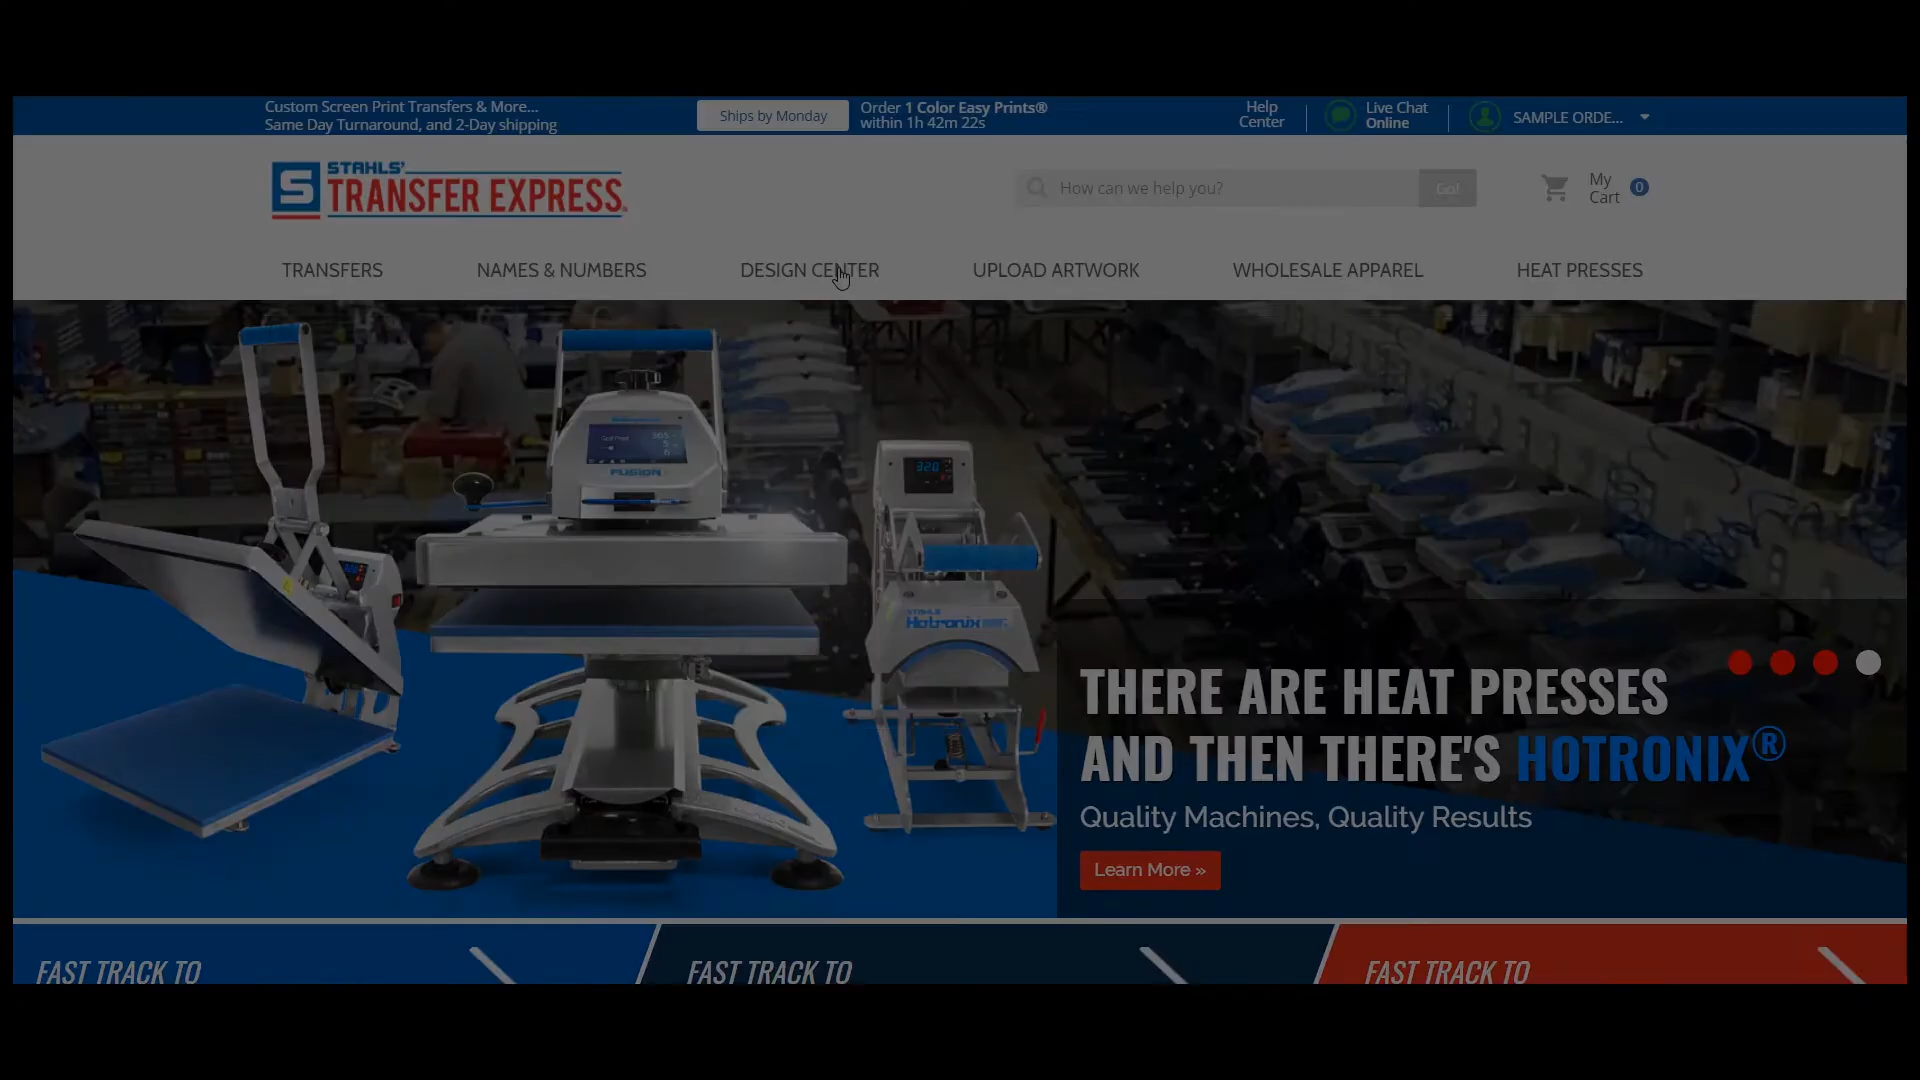 Custom Screen Print Transfers & More...
Same Day Turnaround, and 2-Day shipping
Ships by Monday
Order 1 Color Easy Prints®
within 1h 42m 22s
Help
Center
Live Chat
Online
SAMPLE ORDE...
S STAHLS'
TRANSFER EXPRESS.
How can we help you?
Go!
My
Cart
0
TRANSFERS
NAMES & NUMBERS
DESIGN CENTER
UPLOAD ARTWORK
WHOLESALE APPAREL
HEAT PRESSES
FUSION
320
STAHLS'
Hotronix
THERE ARE HEAT PRESSES
AND THEN THERE'S HOTRONIX®
Quality Machines, Quality Results
Learn More »
FAST TRACK TO
FAST TRACK TO
FAST TRACK TO